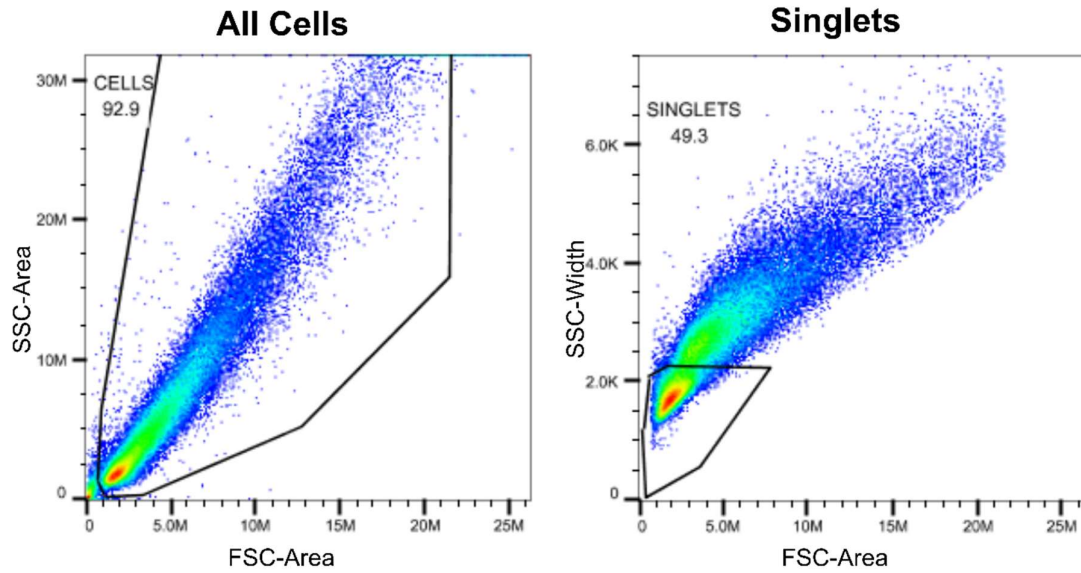 All Cells
CELLS
92.9
30M
20M
10M
0
SSC-Area
0 5.0M 10M 15M 20M 25M
FSC-Area
Singlets
SINGLETS
49.3
6.0K
4.0K
2.0K
0
SSC-Width
0 5.0M 10M 15M 20M 25M
FSC-Area